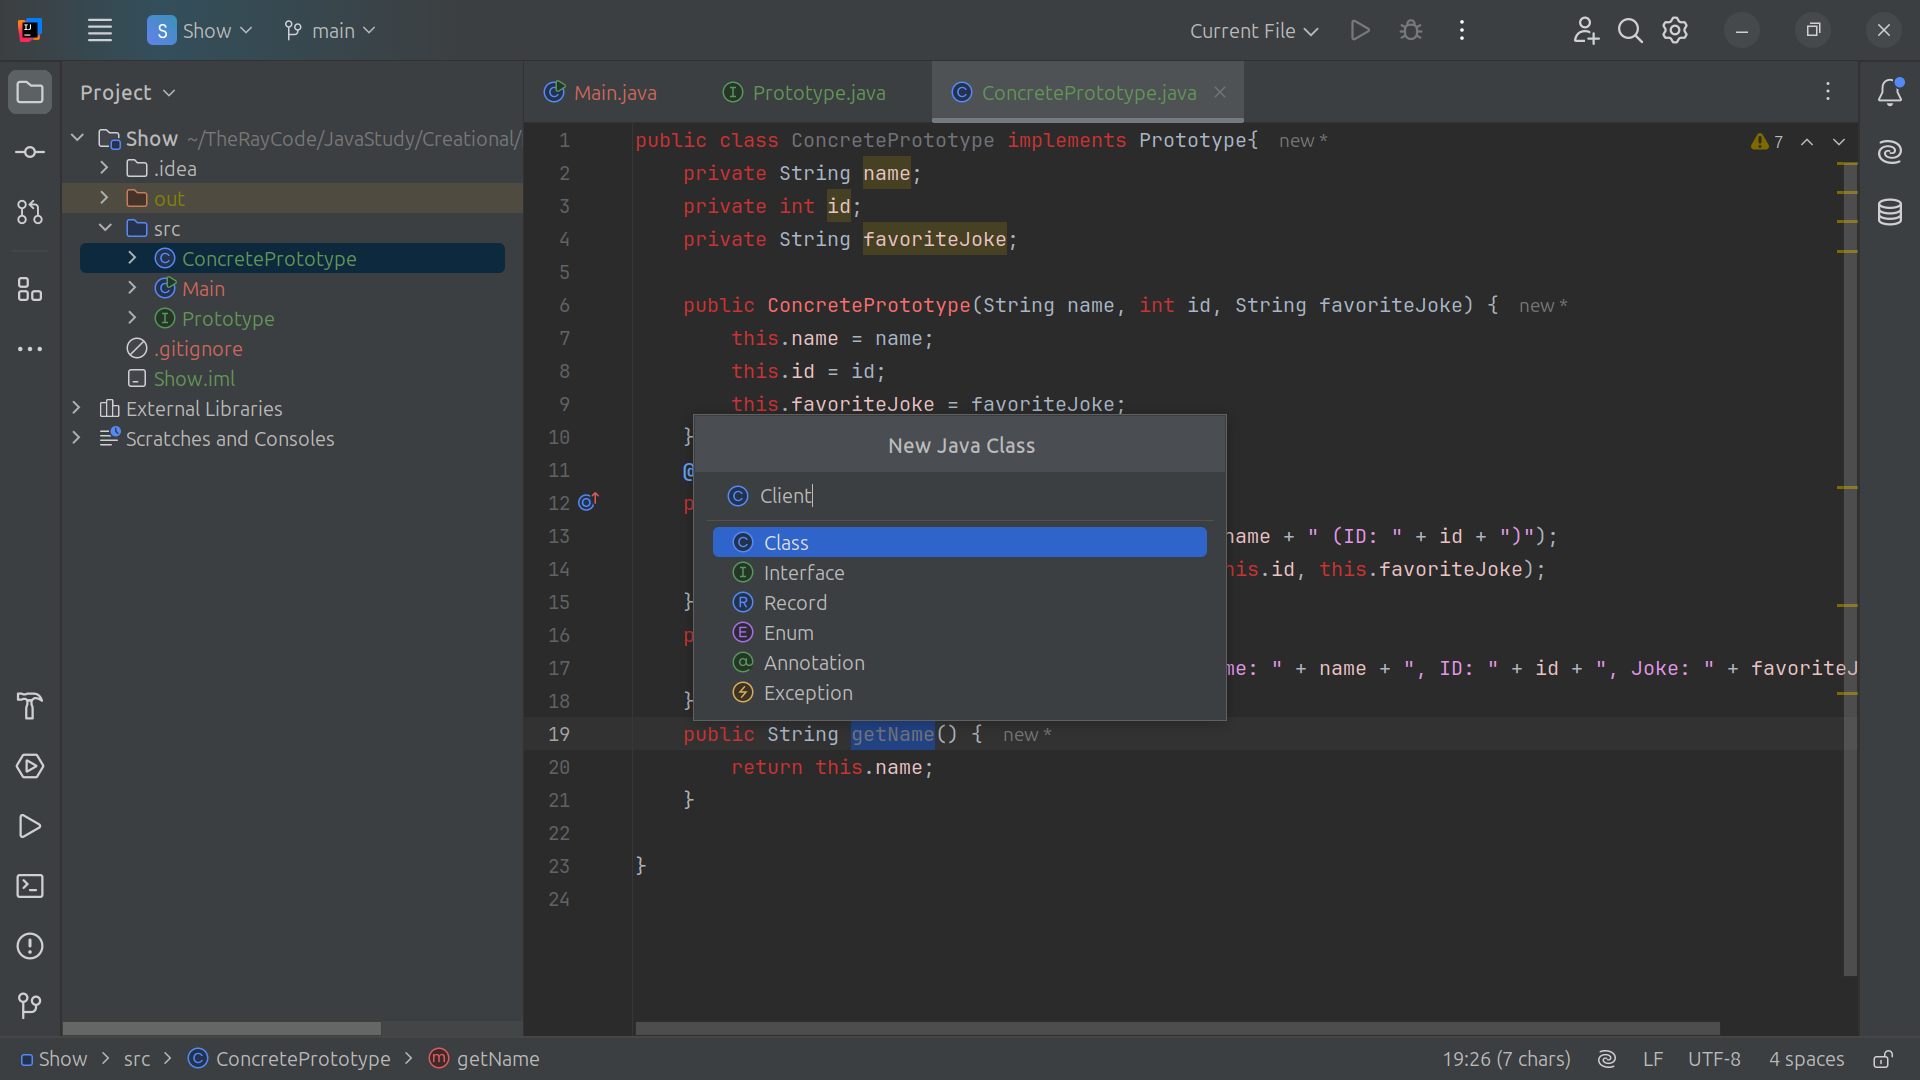 S Show main Current File
Project
Main.java Prototype.java ConcretePrototype.java
Show ~/TheRayCode/JavaStudy/Creational/
.idea
out
src
ConcretePrototype
Main
Prototype
.gitignore
Show.iml
External Libraries
Scratches and Consoles
1 public class ConcretePrototype implements Prototype{ new *
7
2 private String name;
3 private int id;
4 private String favoriteJoke;
5
6 public ConcretePrototype(String name, int id, String favoriteJoke) { new *
7 this.name = name;
8 this.id = id;
9 this.favoriteJoke = favoriteJoke;
10 }
11 @
12 p
13 name + " (ID: " + id + ")");
14 his.id, this.favoriteJoke);
15 }
16 p
17 me: " + name + ", ID: " + id + ", Joke: " + favoriteJ
18 }
19 public String getName() { new *
20 return this.name;
21 }
22
23 }
24
New Java Class
Client
Class
Interface
Record
Enum
Annotation
Exception
Show > src > ConcretePrototype > getName
19:26 (7 chars) LF UTF-8 4 spaces